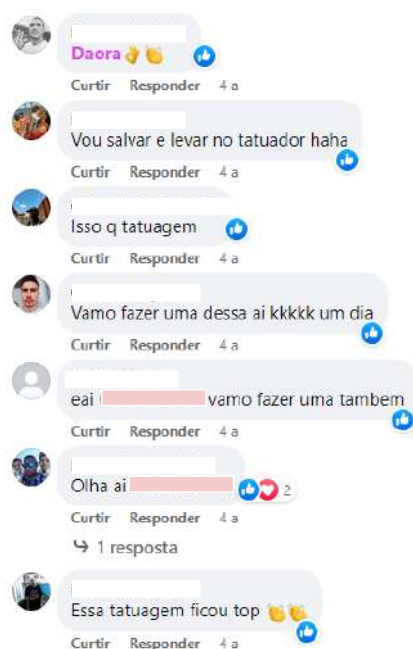 Daora 👌👏
Curtir Responder 4 a
Vou salvar e levar no tatuador haha
Curtir Responder 4 a
Isso q tatuagem
Curtir Responder 4 a
Vamo fazer uma dessa ai kkkkk um dia
Curtir Responder 4 a
eai vamo fazer uma tambem
Curtir Responder 4 a
Olha ai
2
Curtir Responder 4 a
1 resposta
Essa tatuagem ficou top 👏👏
Curtir Responder 4 a